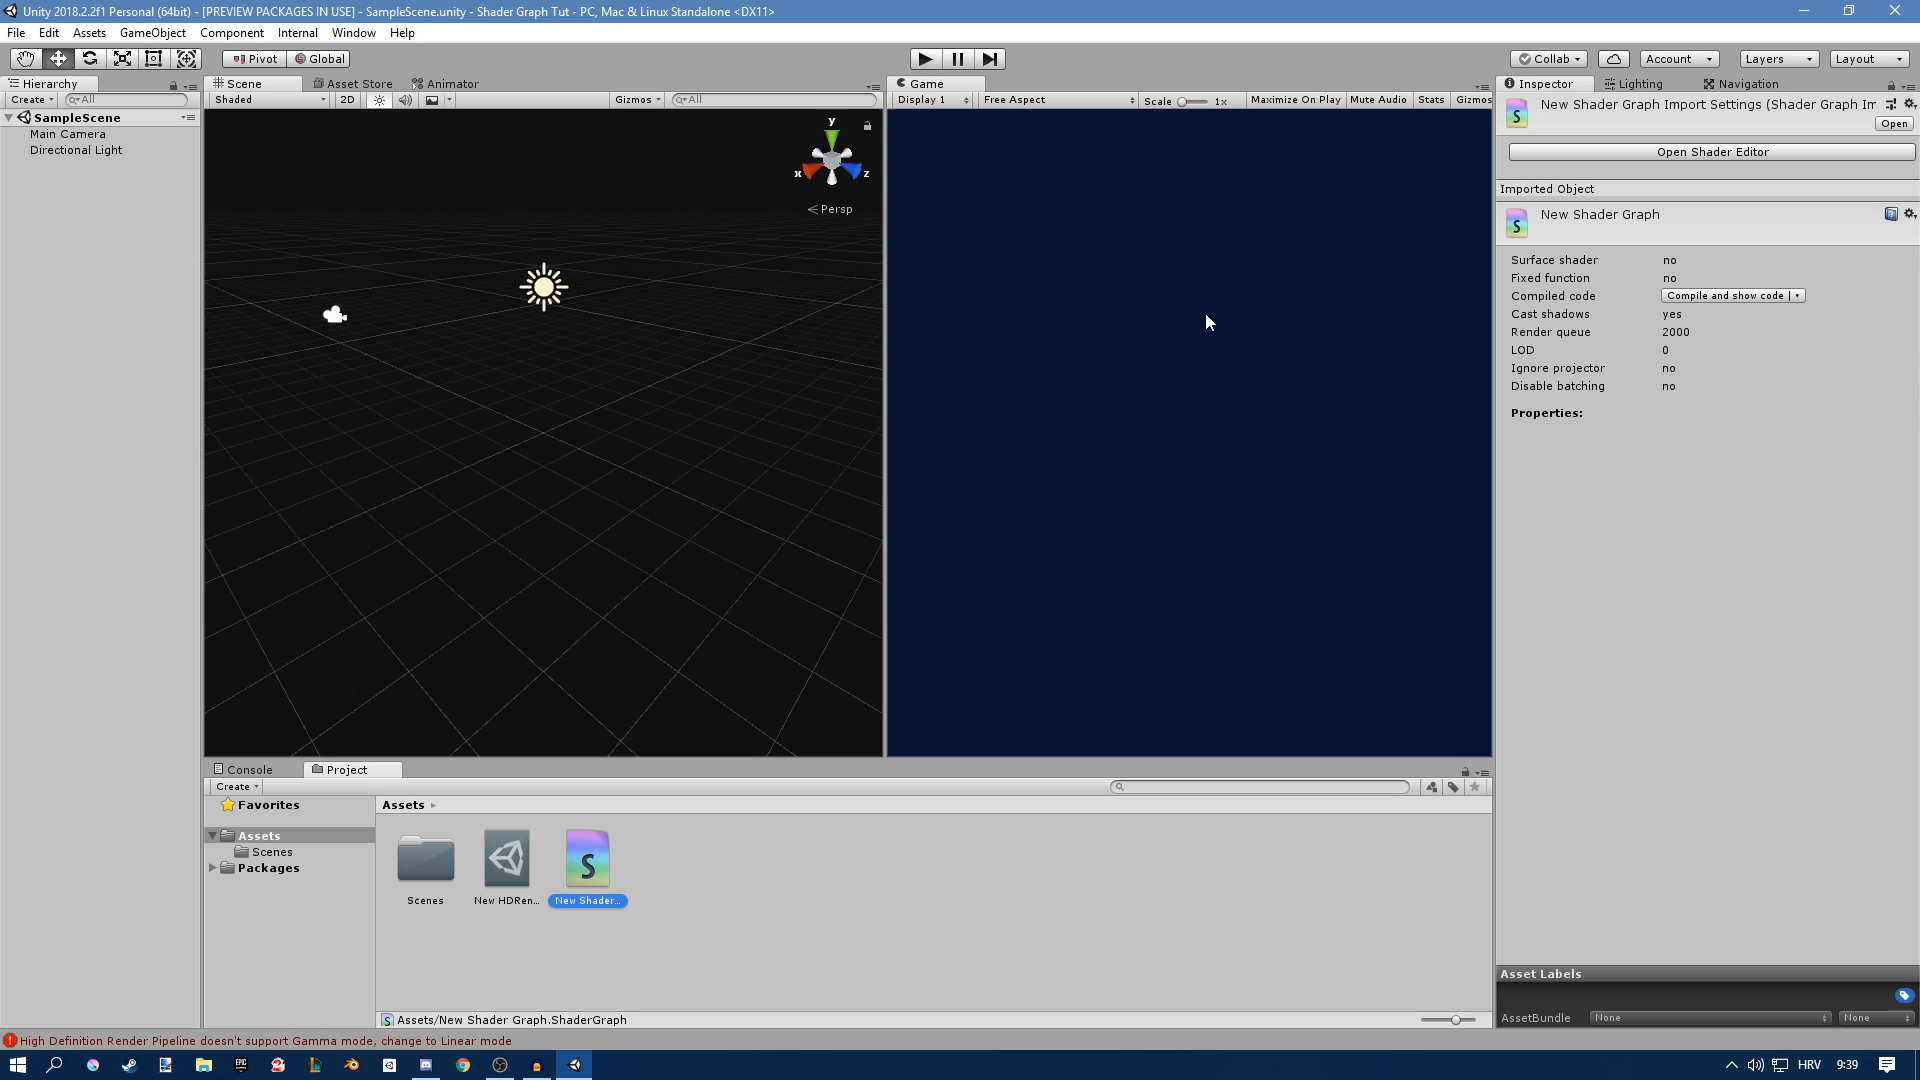 Unity 2018.2.2f1 Personal (64bit) - [PREVIEW PACKAGES IN USE] - SampleScene.unity - Shader Graph Tut - PC, Mac & Linux Standalone <DX11>
File Edit Assets GameObject Component Internal Window Help
Pivot Global Collab Account Layers Layout
Hierarchy Scene Asset Store Animator Game Inspector Lighting Navigation
Create All Shaded 2D Gizmos All Display 1 Free Aspect Scale 1x Maximize On Play Mute Audio Stats Gizmos
New Shader Graph Import Settings (Shader Graph Im
Open
SampleScene
Main Camera
Directional Light
y
x
z
Persp
Open Shader Editor
Imported Object
New Shader Graph
Surface shader no
Fixed function no
Compiled code Compile and show code
Cast shadows yes
Render queue 2000
LOD 0
Ignore projector no
Disable batching no
Properties:
Console Project
Create
Favorites
Assets
Scenes
Packages
Assets
S
Scenes
New HDRen...
New Shader...
Assets/New Shader Graph.ShaderGraph
Asset Labels
AssetBundle None None
High Definition Render Pipeline doesn't support Gamma mode, change to Linear mode
HRV 9:39